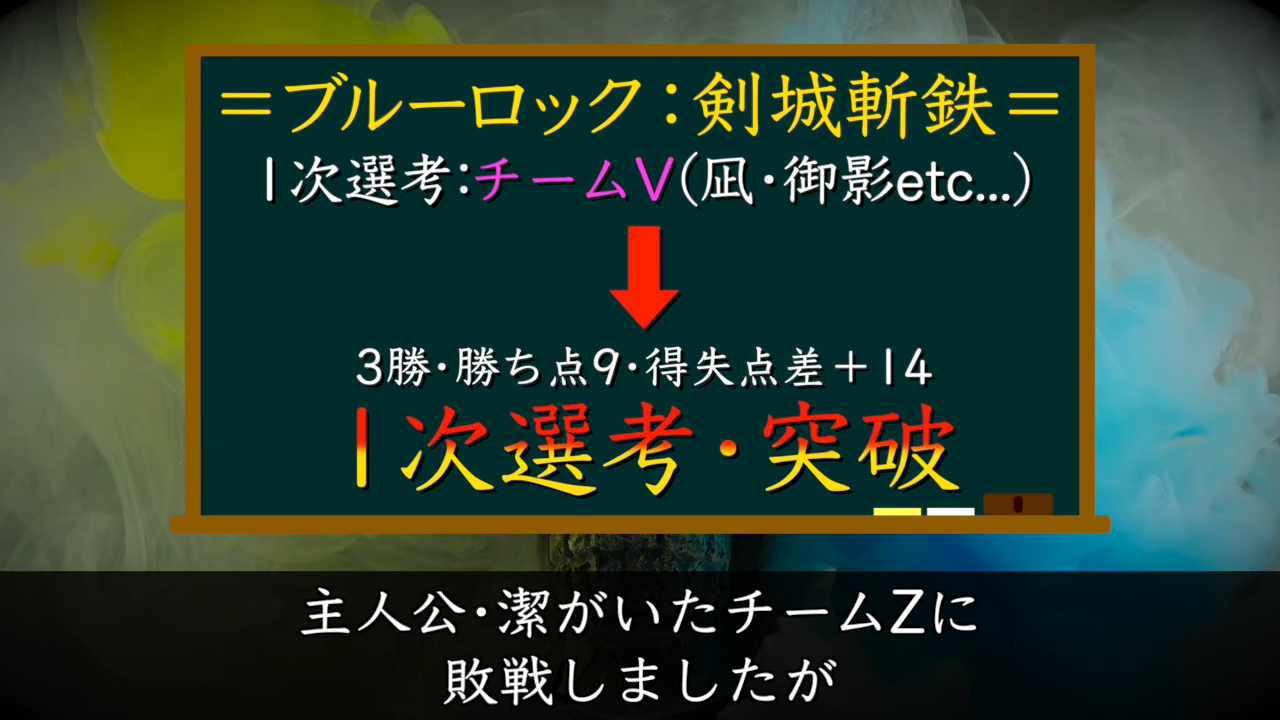 ＝ブルーロック：剣城斬鉄＝
1次選考：チームV(凪・御影etc...)
3勝・勝ち点9・得失点差＋14
1次選考・突破
主人公・潔がいたチームZに
敗戦しましたが